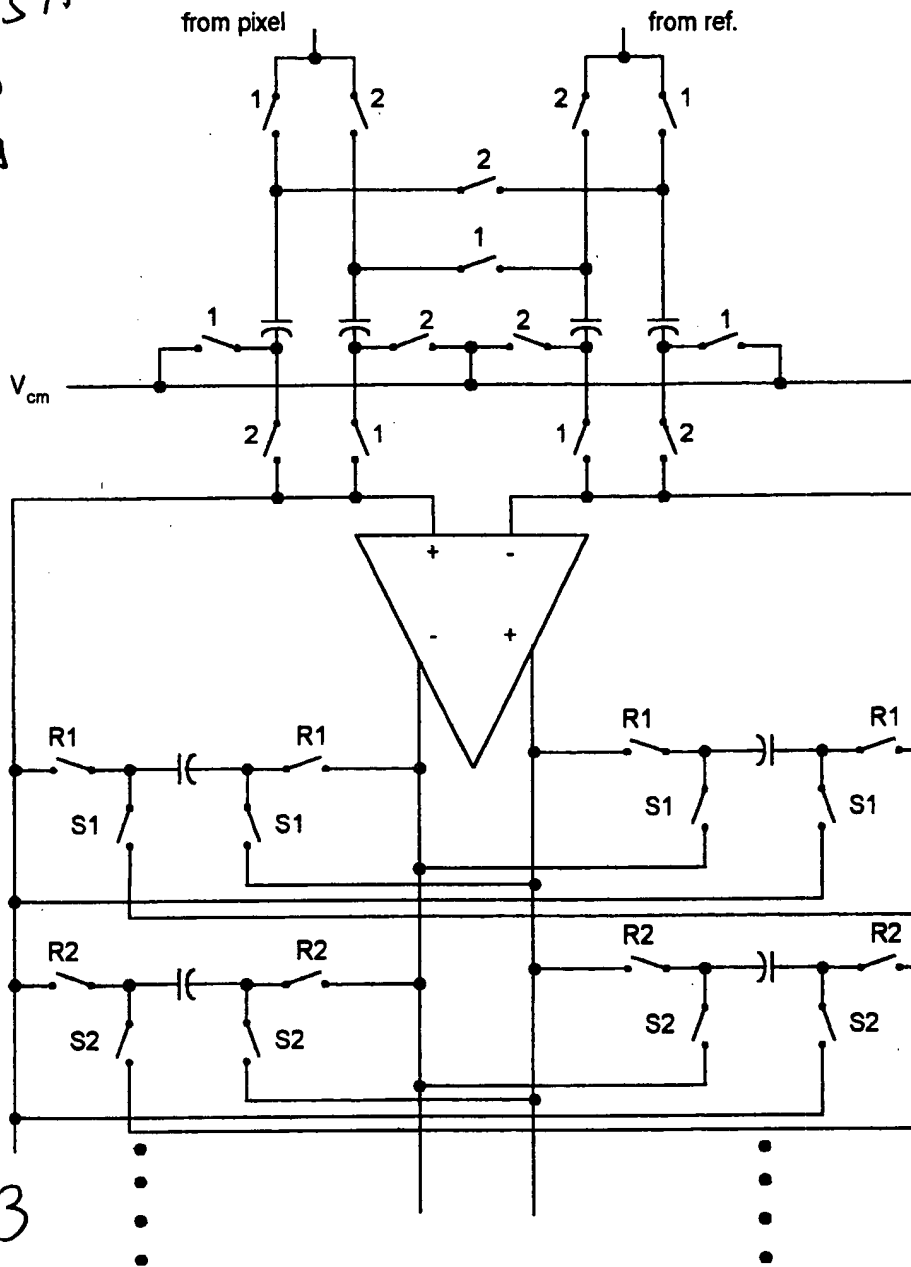 from pixel from ref.
1 2 2 1
2
1
1 2 2 1
Vcm
2 1 1 2
+ -
- +
R1 R1 R1 R1
S1 S1 S1 S1
R2 R2 R2 R2
S2 S2 S2 S2
3